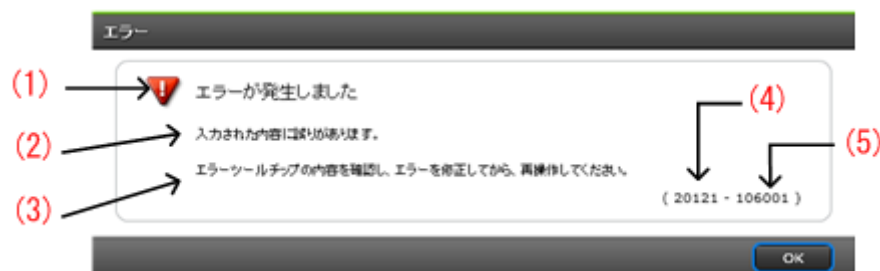 エラー
(1)
エラーが発生しました
(4)
(2)
入力された内容に誤りがあります。
(5)
エラーツールチップの内容を確認し、エラーを修正してから、再操作してください。
(3)
( 20121 - 106001 )
OK